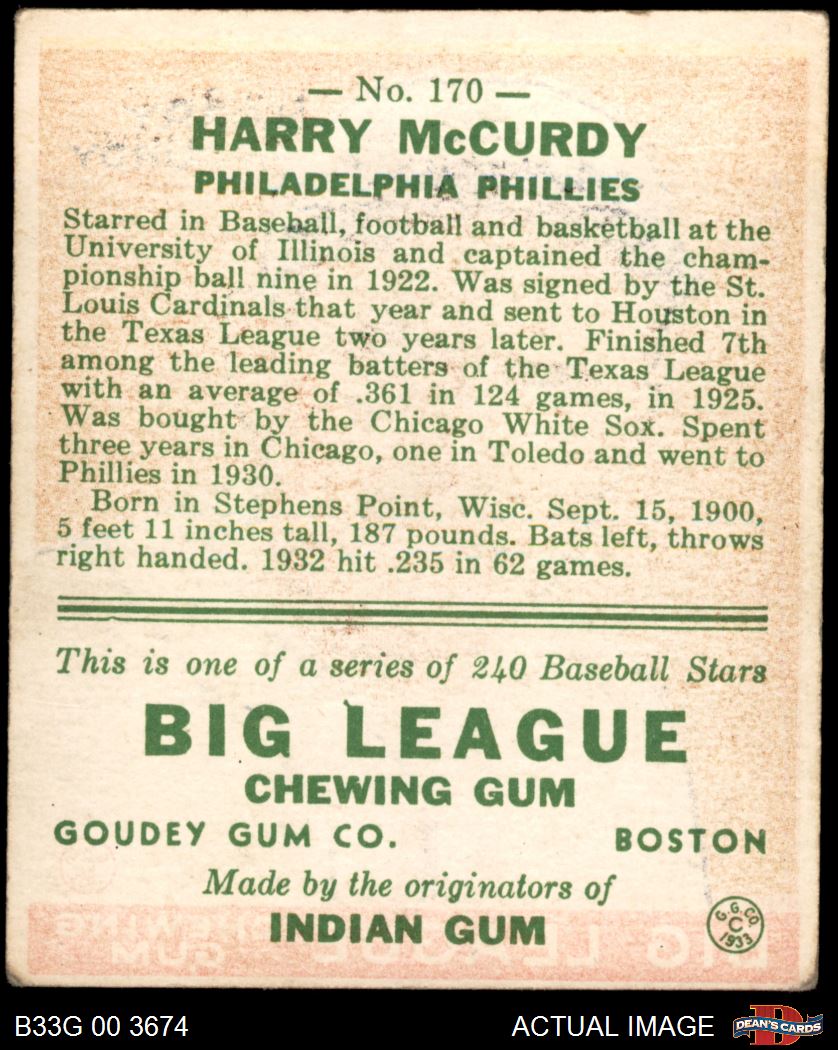 — No. 170 —
HARRY McCURDY
PHILADELPHIA PHILLIES
Starred in Baseball, football and basketball at the
University of Illinois and captained the cham-
pionship ball nine in 1922. Was signed by the St.
Louis Cardinals that year and sent to Houston in
the Texas League two years later. Finished 7th
among the leading batters of the Texas League
with an average of .361 in 124 games, in 1925.
Was bought by the Chicago White Sox. Spent
three years in Chicago, one in Toledo and went to
Phillies in 1930.
Born in Stephens Point, Wisc. Sept. 15, 1900,
5 feet 11 inches tall, 187 pounds. Bats left, throws
right handed. 1932 hit .235 in 62 games.
This is one of a series of 240 Baseball Stars
BIG LEAGUE
CHEWING GUM
GOUDEY GUM CO. BOSTON
Made by the originators of
INDIAN GUM
G.G.CO.
C
1933
BIG LEAGUE CHEWING
GUM
B33G 00 3674 ACTUAL IMAGE DEAN'S CARDS